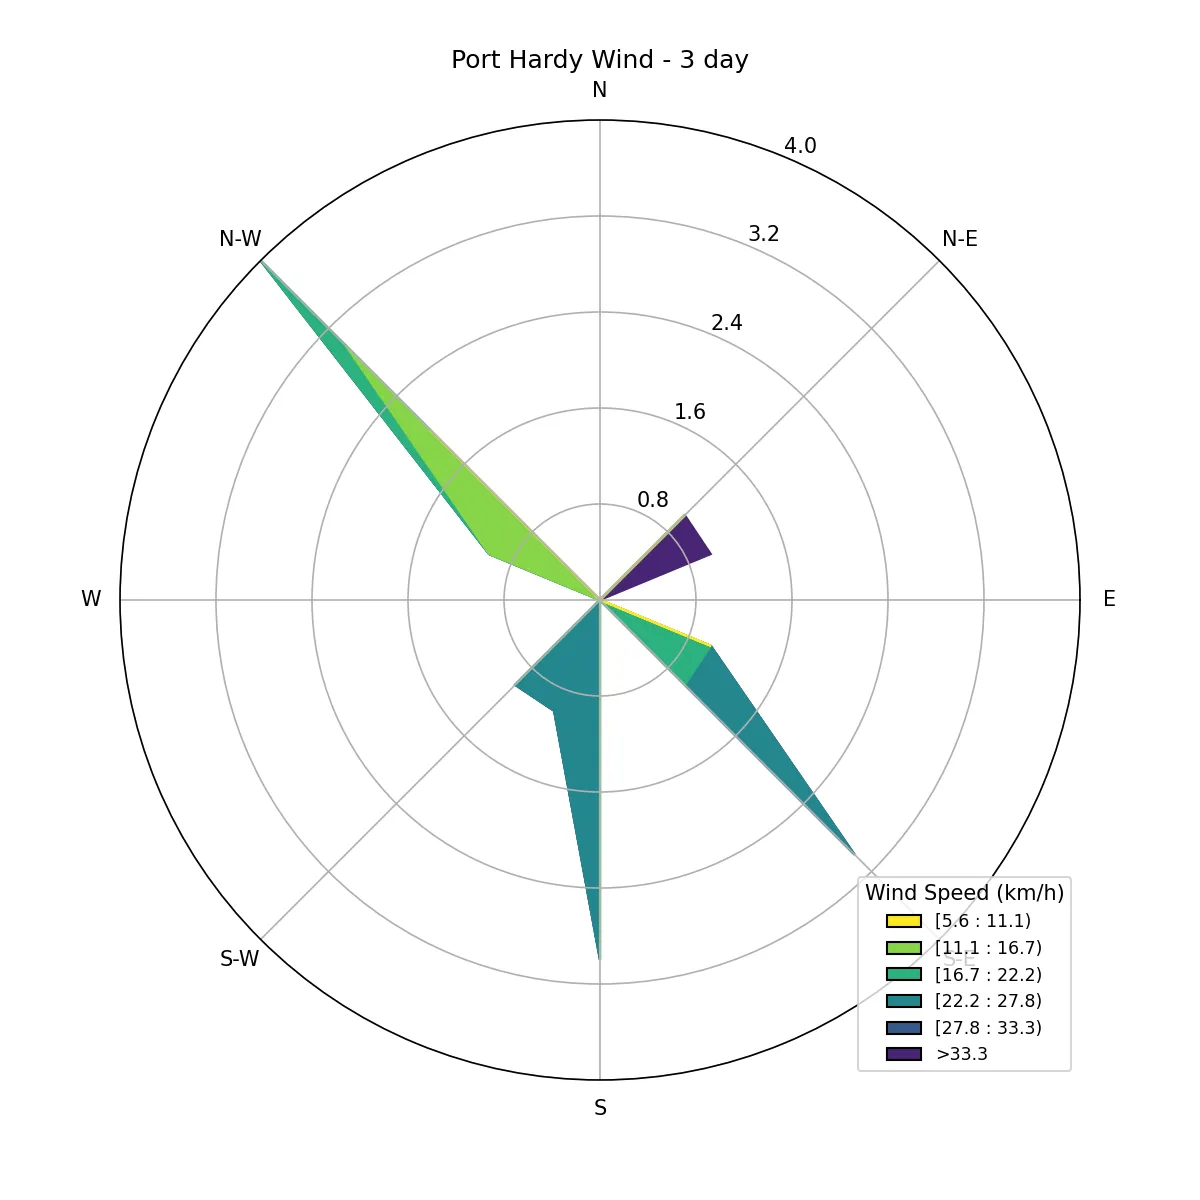 Port Hardy Wind - 3 day
N
4.0
N-W
3.2
N-E
2.4
1.6
0.8
W
E
Wind Speed (km/h)
[5.6 : 11.1)
[11.1 : 16.7)
S-W
S-E
[16.7 : 22.2)
[22.2 : 27.8)
[27.8 : 33.3)
>33.3
S